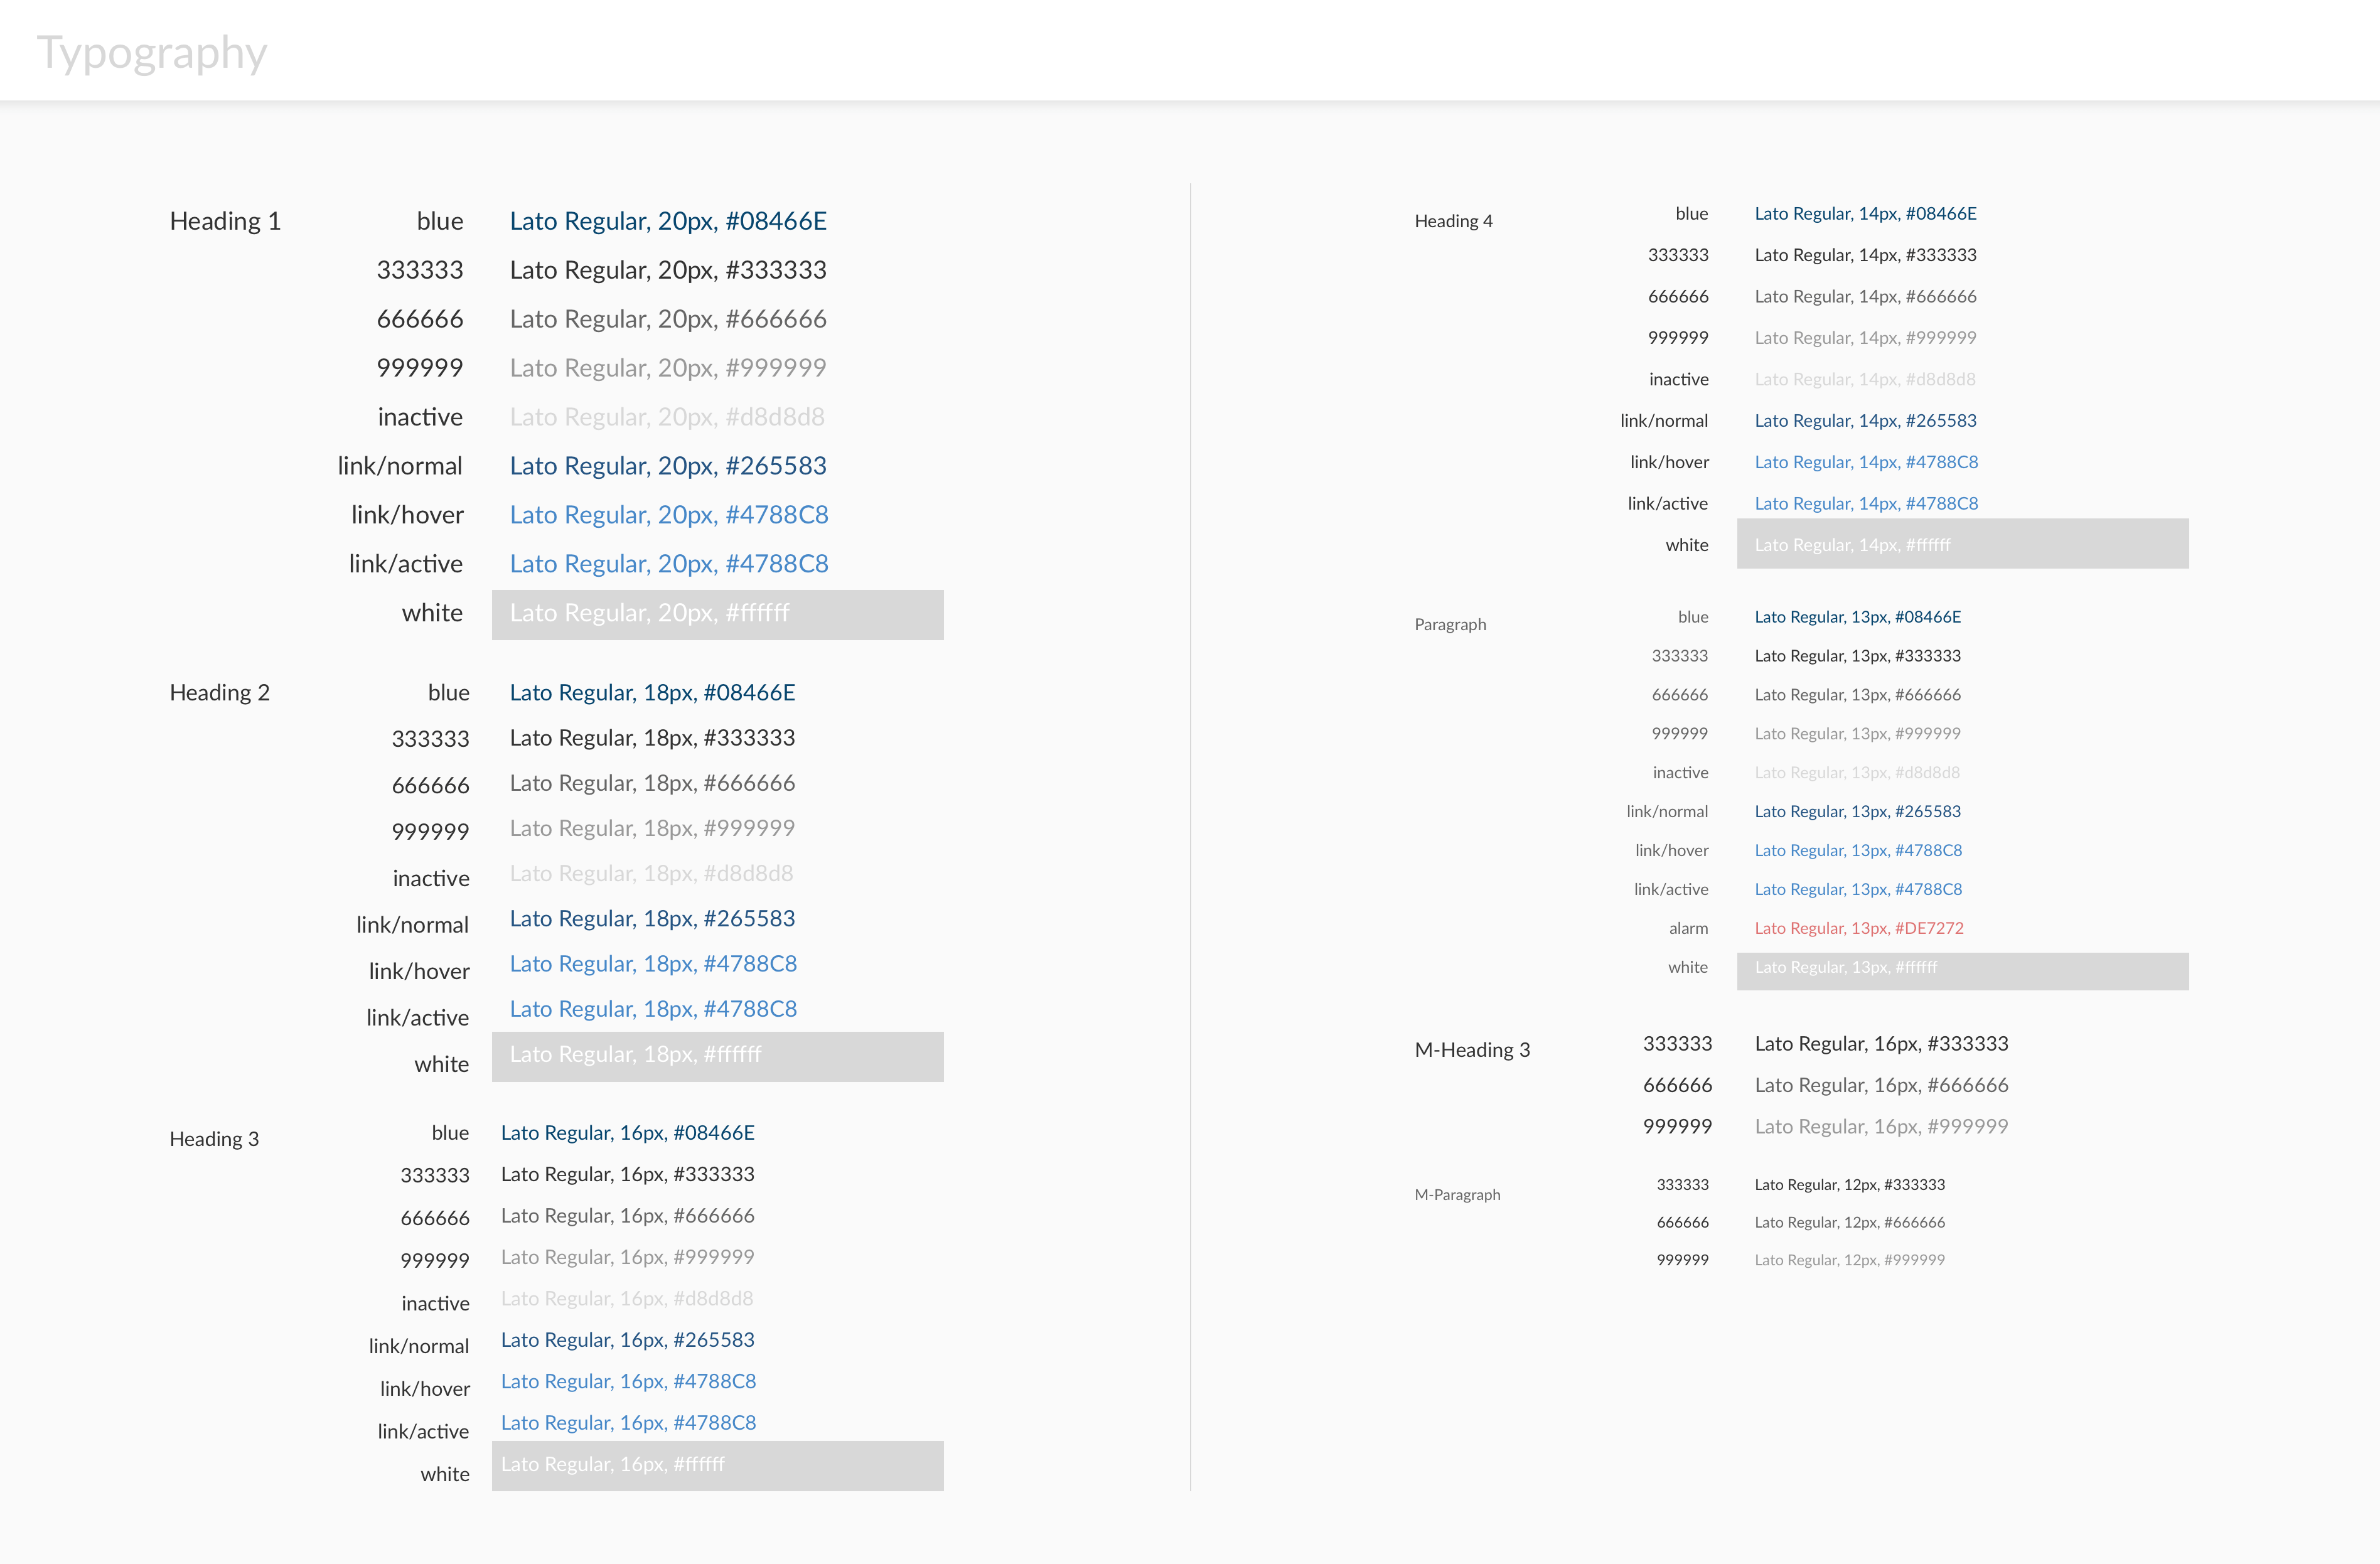 Typography
Heading 1 blue Lato Regular, 20px, #08466E
333333 Lato Regular, 20px, #333333
666666 Lato Regular, 20px, #666666
999999 Lato Regular, 20px, #999999
inactive Lato Regular, 20px, #d8d8d8
link/normal Lato Regular, 20px, #265583
link/hover Lato Regular, 20px, #4788C8
link/active Lato Regular, 20px, #4788C8
white Lato Regular, 20px, #ffffff
Heading 2 blue Lato Regular, 18px, #08466E
333333 Lato Regular, 18px, #333333
666666 Lato Regular, 18px, #666666
999999 Lato Regular, 18px, #999999
inactive Lato Regular, 18px, #d8d8d8
link/normal Lato Regular, 18px, #265583
link/hover Lato Regular, 18px, #4788C8
link/active Lato Regular, 18px, #4788C8
white Lato Regular, 18px, #ffffff
Heading 3 blue Lato Regular, 16px, #08466E
333333 Lato Regular, 16px, #333333
666666 Lato Regular, 16px, #666666
999999 Lato Regular, 16px, #999999
inactive Lato Regular, 16px, #d8d8d8
link/normal Lato Regular, 16px, #265583
link/hover Lato Regular, 16px, #4788C8
link/active Lato Regular, 16px, #4788C8
white Lato Regular, 16px, #ffffff
Heading 4 blue Lato Regular, 14px, #08466E
333333 Lato Regular, 14px, #333333
666666 Lato Regular, 14px, #666666
999999 Lato Regular, 14px, #999999
inactive Lato Regular, 14px, #d8d8d8
link/normal Lato Regular, 14px, #265583
link/hover Lato Regular, 14px, #4788C8
link/active Lato Regular, 14px, #4788C8
white Lato Regular, 14px, #ffffff
Paragraph blue Lato Regular, 13px, #08466E
333333 Lato Regular, 13px, #333333
666666 Lato Regular, 13px, #666666
999999 Lato Regular, 13px, #999999
inactive Lato Regular, 13px, #d8d8d8
link/normal Lato Regular, 13px, #265583
link/hover Lato Regular, 13px, #4788C8
link/active Lato Regular, 13px, #4788C8
alarm Lato Regular, 13px, #DE7272
white Lato Regular, 13px, #ffffff
M-Heading 3 333333 Lato Regular, 16px, #333333
666666 Lato Regular, 16px, #666666
999999 Lato Regular, 16px, #999999
M-Paragraph 333333 Lato Regular, 12px, #333333
666666 Lato Regular, 12px, #666666
999999 Lato Regular, 12px, #999999